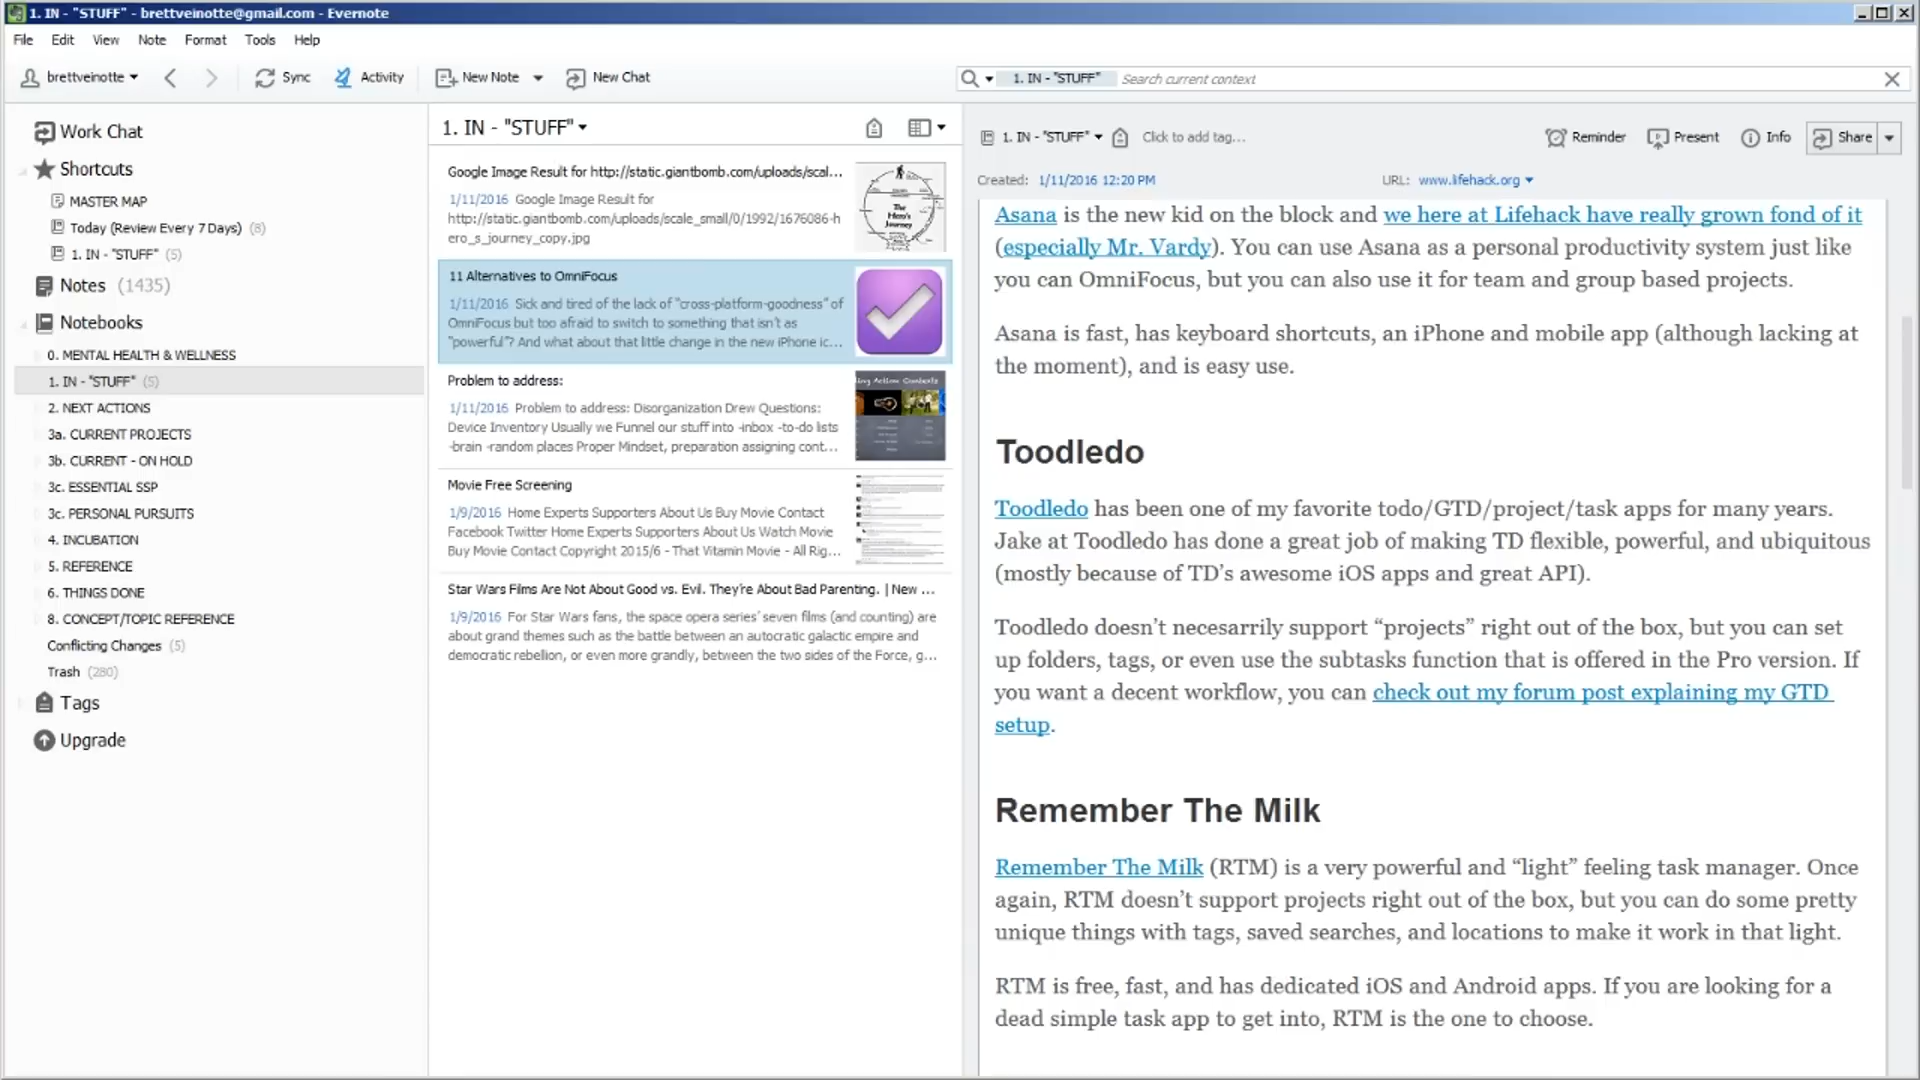 1. IN - "STUFF" - brettveinotte@gmail.com - Evernote
File Edit View Note Format Tools Help
brettveinotte Sync Activity New Note New Chat
1. IN - "STUFF" Search current context
Work Chat
Shortcuts
MASTER MAP
Today (Review Every 7 Days) (8)
1. IN - "STUFF" (5)
Notes (1435)
Notebooks
0. MENTAL HEALTH & WELLNESS
1. IN - "STUFF" (5)
2. NEXT ACTIONS
3a. CURRENT PROJECTS
3b. CURRENT - ON HOLD
3c. ESSENTIAL SSP
3c. PERSONAL PURSUITS
4. INCUBATION
5. REFERENCE
6. THINGS DONE
8. CONCEPT/TOPIC REFERENCE
Conflicting Changes (5)
Trash (280)
Tags
Upgrade
1. IN - "STUFF"
Google Image Result for http://static.giantbomb.com/uploads/scal...
1/11/2016 Google Image Result for
http://static.giantbomb.com/uploads/scale_small/0/1992/1676086-h
ero_s_journey_copy.jpg
The
Hero's
Journey
11 Alternatives to OmniFocus
1/11/2016 Sick and tired of the lack of "cross-platform-goodness" of
OmniFocus but too afraid to switch to something that isn't as
"powerful"? And what about that little change in the new iPhone ic...
Problem to address:
1/11/2016 Problem to address: Disorganization Drew Questions:
Device Inventory Usually we Funnel our stuff into -inbox -to-do lists
-brain -random places Proper Mindset, preparation assigning cont...
ing Action Contexts
Movie Free Screening
1/9/2016 Home Experts Supporters About Us Buy Movie Contact
Facebook Twitter Home Experts Supporters About Us Watch Movie
Buy Movie Contact Copyright 2015/6 - That Vitamin Movie - All Rig...
Star Wars Films Are Not About Good vs. Evil. They're About Bad Parenting. | New ...
1/9/2016 For Star Wars fans, the space opera series' seven films (and counting) are
about grand themes such as the battle between an autocratic galactic empire and
democratic rebellion, or even more grandly, between the two sides of the Force, g...
1. IN - "STUFF" Click to add tag... Reminder Present Info Share
Created: 1/11/2016 12:20 PM URL: www.lifehack.org
Asana is the new kid on the block and we here at Lifehack have really grown fond of it
(especially Mr. Vardy). You can use Asana as a personal productivity system just like
you can OmniFocus, but you can also use it for team and group based projects.
Asana is fast, has keyboard shortcuts, an iPhone and mobile app (although lacking at
the moment), and is easy use.
Toodledo
Toodledo has been one of my favorite todo/GTD/project/task apps for many years.
Jake at Toodledo has done a great job of making TD flexible, powerful, and ubiquitous
(mostly because of TD's awesome iOS apps and great API).
Toodledo doesn't necesarrily support “projects” right out of the box, but you can set
up folders, tags, or even use the subtasks function that is offered in the Pro version. If
you want a decent workflow, you can check out my forum post explaining my GTD
setup.
Remember The Milk
Remember The Milk (RTM) is a very powerful and “light” feeling task manager. Once
again, RTM doesn't support projects right out of the box, but you can do some pretty
unique things with tags, saved searches, and locations to make it work in that light.
RTM is free, fast, and has dedicated iOS and Android apps. If you are looking for a
dead simple task app to get into, RTM is the one to choose.